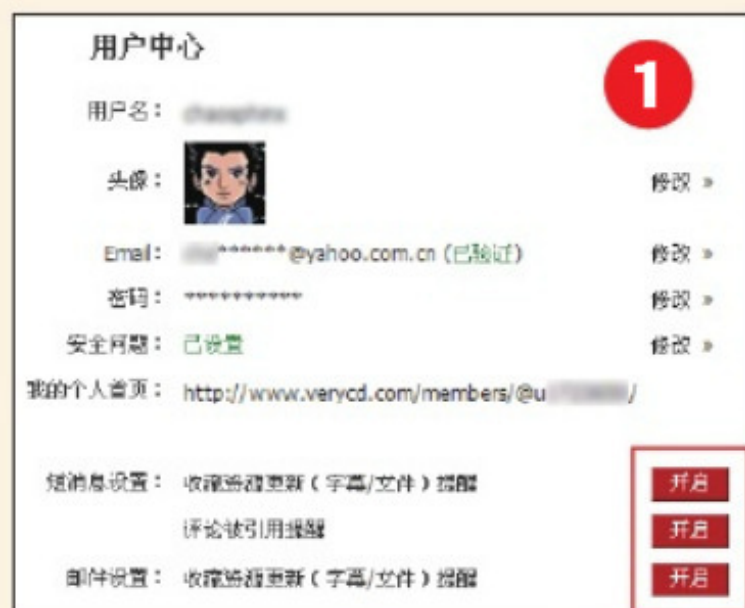 用户中心
1
用户名：
头像： 修改 »
Email： ******@yahoo.com.cn (已验证) 修改 »
密码： ********** 修改 »
安全问题： 已设置 修改 »
我的个人首页： http://www.verycd.com/members/@u /
短消息设置： 收藏资源更新（字幕/文件）提醒 开启
评论被引用提醒 开启
邮件设置： 收藏资源更新（字幕/文件）提醒 开启